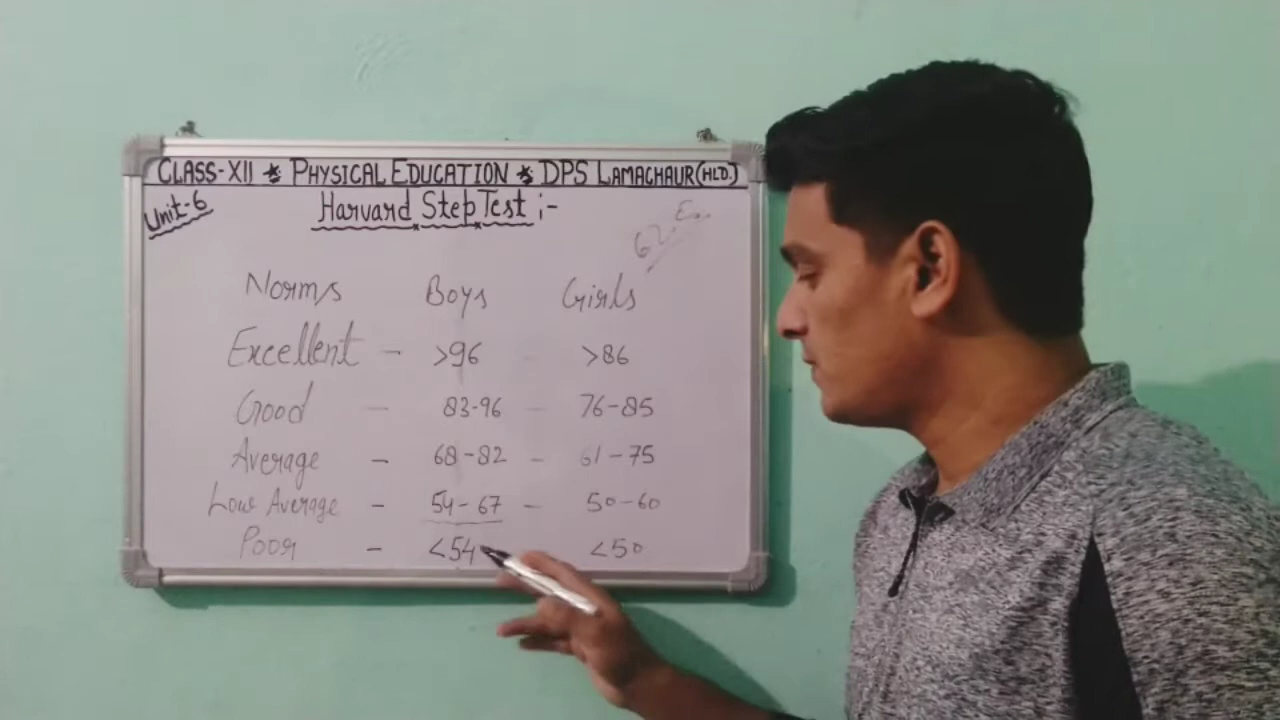 CLASS-XII * PHYSICAL EDUCATION * DPS LAMACHAUR(HLD.)
Unit-6
Harvard Step Test :-
Norms Boys Girls
Excellent - >96 - >86
Good - 83-96 - 76-85
Average - 68-82 - 61-75
Low Average - 54-67 - 50-60
Poor - <54 <50